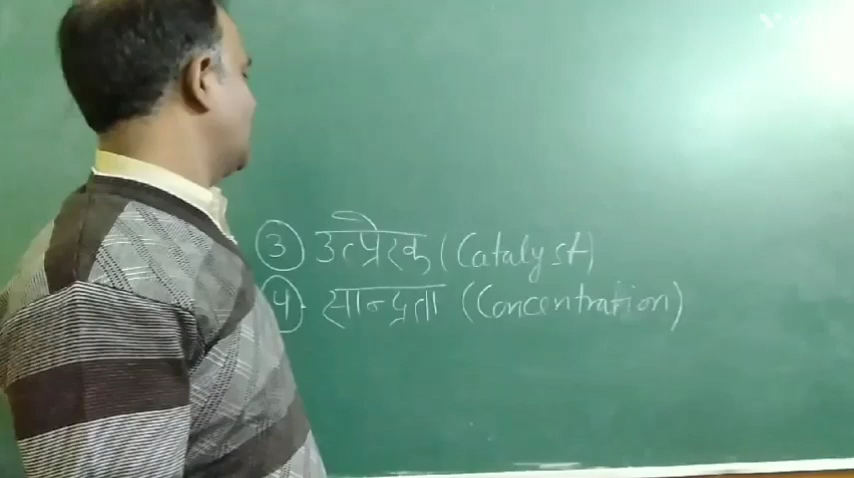 ③ उत्प्रेरक (Catalyst)
④ सान्द्रता (Concentration)